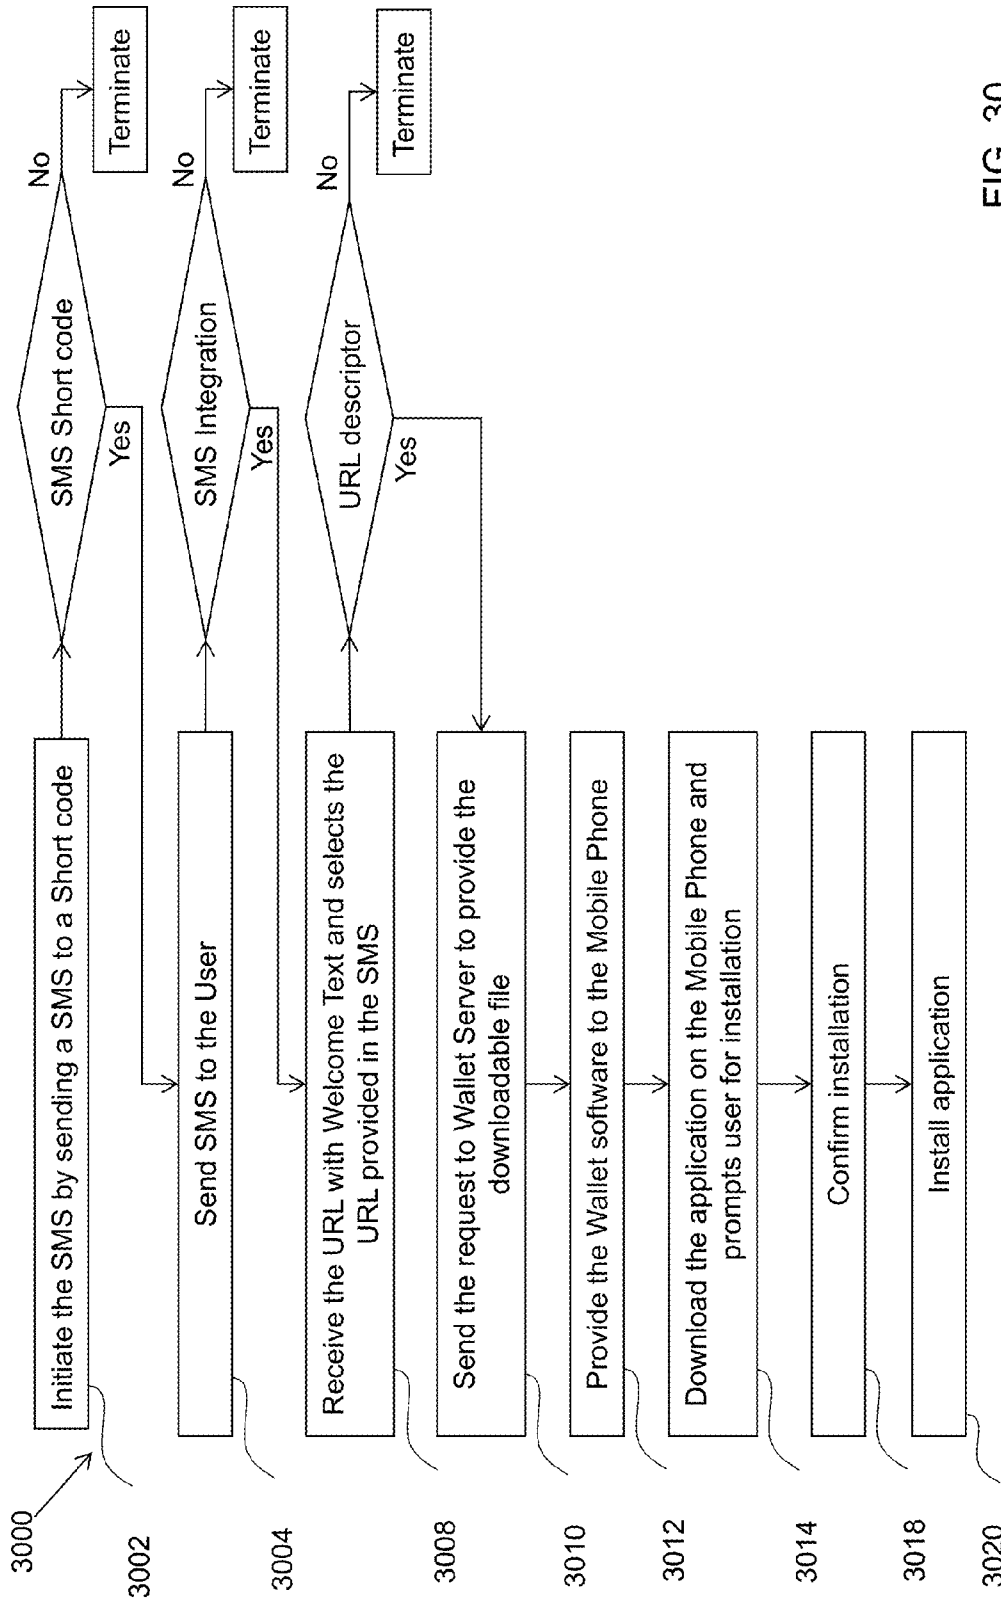 3000
3002
Initiate the SMS by sending a SMS to a Short code
SMS Short code
No
Terminate
Yes
3004
Send SMS to the User
SMS Integration
No
Terminate
Yes
3008
Receive the URL with Welcome Text and selects the
URL provided in the SMS
URL descriptor
No
Terminate
Yes
3010
Send the request to Wallet Server to provide the
downloadable file
3012
Provide the Wallet software to the Mobile Phone
3014
Download the application on the Mobile Phone and
prompts user for installation
3018
Confirm installation
3020
Install application
FIG. 30